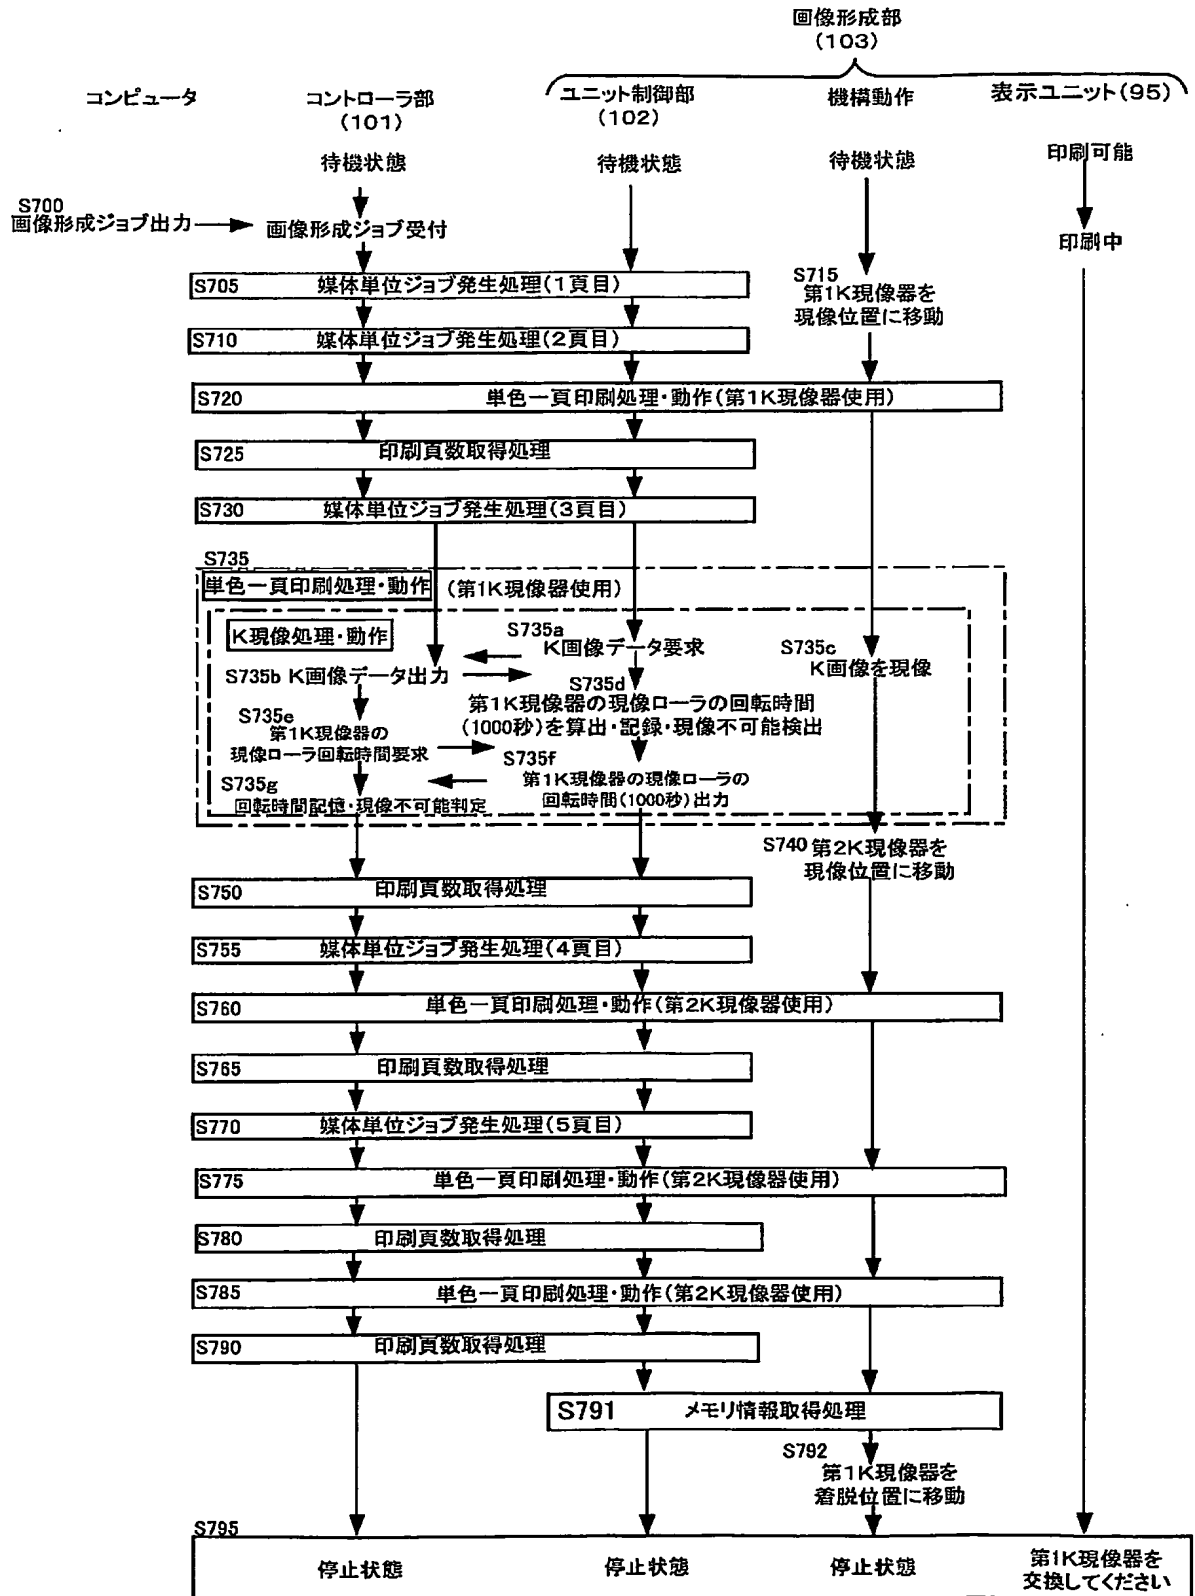 画像形成部
(103)
コンピュータ
コントローラ部
(101)
ユニット制御部
(102)
機構動作
表示ユニット(95)
待機状態
待機状態
待機状態
印刷可能
S700
画像形成ジョブ出力
画像形成ジョブ受付
印刷中
S705 媒体単位ジョブ発生処理(1頁目)
S715
第1K現像器を
現像位置に移動
S710 媒体単位ジョブ発生処理(2頁目)
S720 単色一頁印刷処理・動作(第1K現像器使用)
S725 印刷頁数取得処理
S730 媒体単位ジョブ発生処理(3頁目)
S735
単色一頁印刷処理・動作 (第1K現像器使用)
K現像処理・動作
S735a
K画像データ要求
S735b K画像データ出力
S735c
K画像を現像
S735d
第1K現像器の現像ローラの回転時間
(1000秒)を算出・記録・現像不可能検出
S735e
第1K現像器の
現像ローラ回転時間要求
S735f
第1K現像器の現像ローラの
回転時間(1000秒)出力
S735g
回転時間記憶・現像不可能判定
S740 第2K現像器を
現像位置に移動
S750 印刷頁数取得処理
S755 媒体単位ジョブ発生処理(4頁目)
S760 単色一頁印刷処理・動作(第2K現像器使用)
S765 印刷頁数取得処理
S770 媒体単位ジョブ発生処理(5頁目)
S775 単色一頁印刷処理・動作(第2K現像器使用)
S780 印刷頁数取得処理
S785 単色一頁印刷処理・動作(第2K現像器使用)
S790 印刷頁数取得処理
S791 メモリ情報取得処理
S792
第1K現像器を
着脱位置に移動
S795
停止状態
停止状態
停止状態
第1K現像器を
交換してください